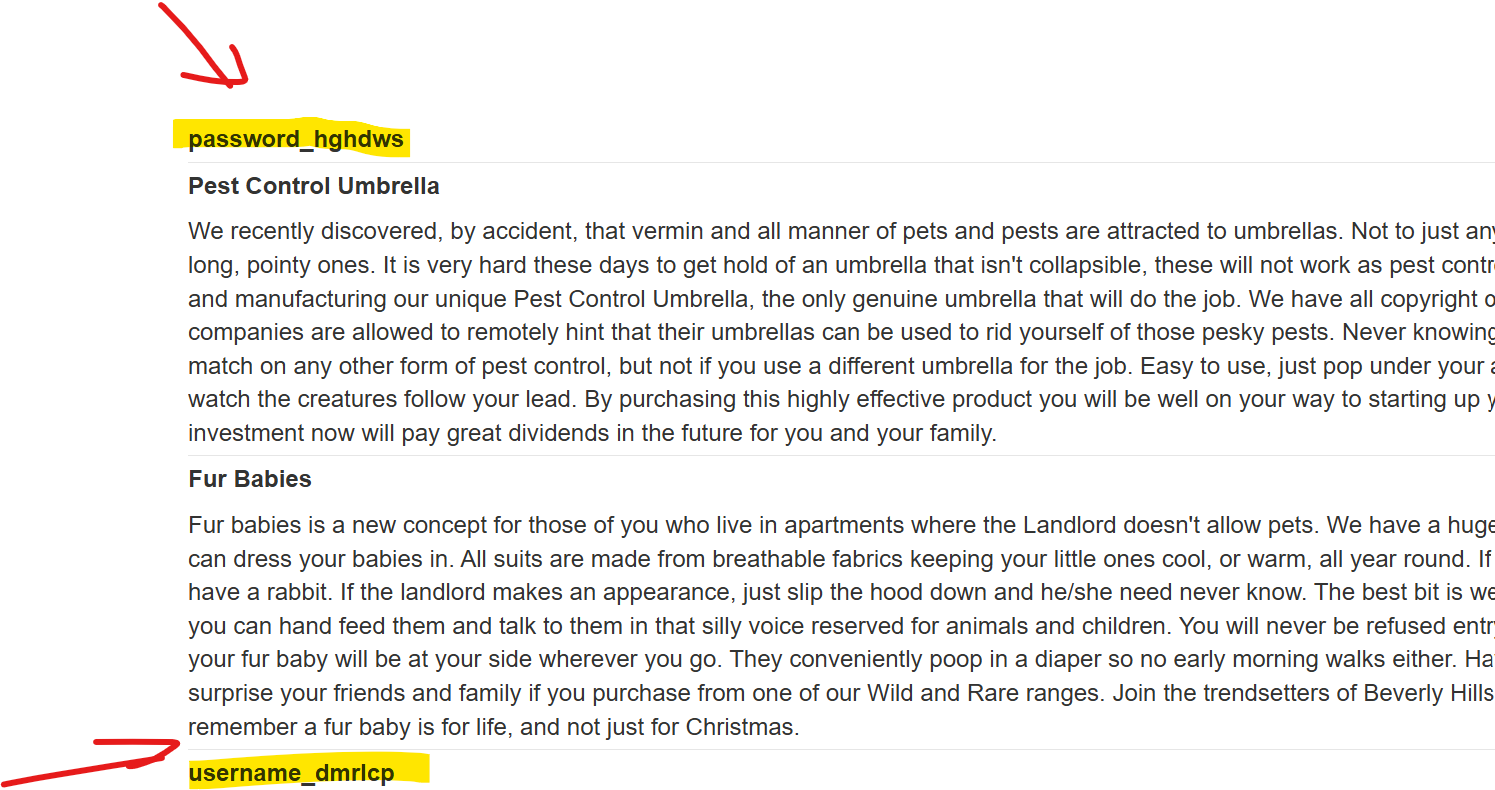 password_hghdws
Pest Control Umbrella
We recently discovered, by accident, that vermin and all manner of pets and pests are attracted to umbrellas. Not to just any
long, pointy ones. It is very hard these days to get hold of an umbrella that isn't collapsible, these will not work as pest contr
and manufacturing our unique Pest Control Umbrella, the only genuine umbrella that will do the job. We have all copyright o
companies are allowed to remotely hint that their umbrellas can be used to rid yourself of those pesky pests. Never knowing
match on any other form of pest control, but not if you use a different umbrella for the job. Easy to use, just pop under your a
watch the creatures follow your lead. By purchasing this highly effective product you will be well on your way to starting up y
investment now will pay great dividends in the future for you and your family.
Fur Babies
Fur babies is a new concept for those of you who live in apartments where the Landlord doesn't allow pets. We have a huge
can dress your babies in. All suits are made from breathable fabrics keeping your little ones cool, or warm, all year round. If
have a rabbit. If the landlord makes an appearance, just slip the hood down and he/she need never know. The best bit is we
you can hand feed them and talk to them in that silly voice reserved for animals and children. You will never be refused entry
your fur baby will be at your side wherever you go. They conveniently poop in a diaper so no early morning walks either. Ha
surprise your friends and family if you purchase from one of our Wild and Rare ranges. Join the trendsetters of Beverly Hills
remember a fur baby is for life, and not just for Christmas.
username_dmrlcp